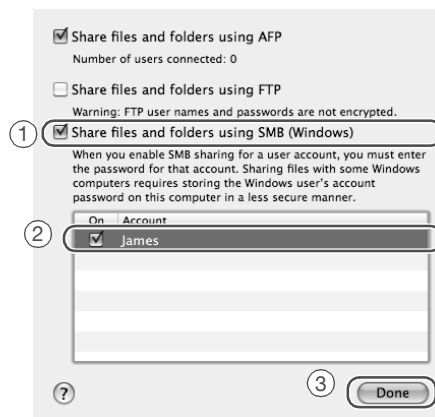 Share files and folders using AFP
Number of users connected: 0
Share files and folders using FTP
Warning: FTP user names and passwords are not encrypted.
1
Share files and folders using SMB (Windows)
When you enable SMB sharing for a user account, you must enter
the password for that account. Sharing files with some Windows
computers requires storing the Windows user's account
password on this computer in a less secure manner.
On Account
2
James
?
3
Done